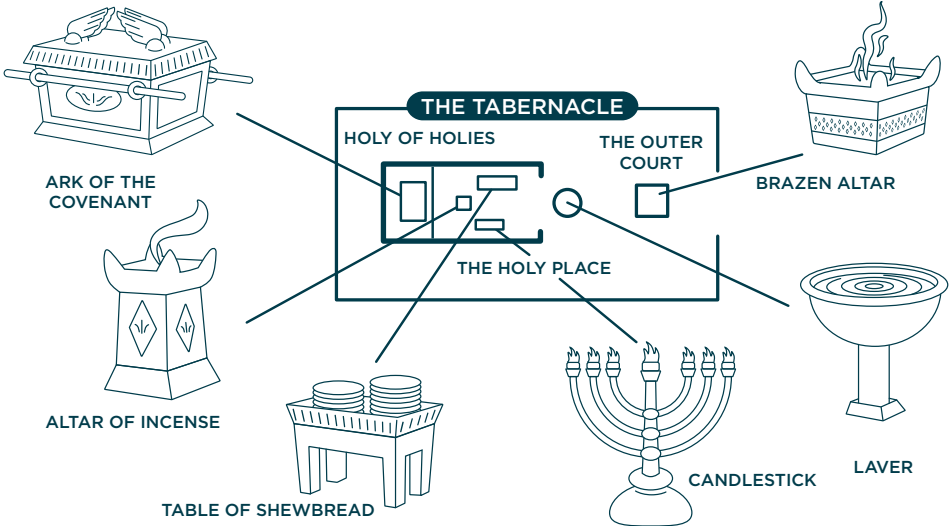 THE TABERNACLE
HOLY OF HOLIES
THE OUTER
COURT
BRAZEN ALTAR
ARK OF THE
COVENANT
THE HOLY PLACE
ALTAR OF INCENSE
LAVER
CANDLESTICK
TABLE OF SHEWBREAD